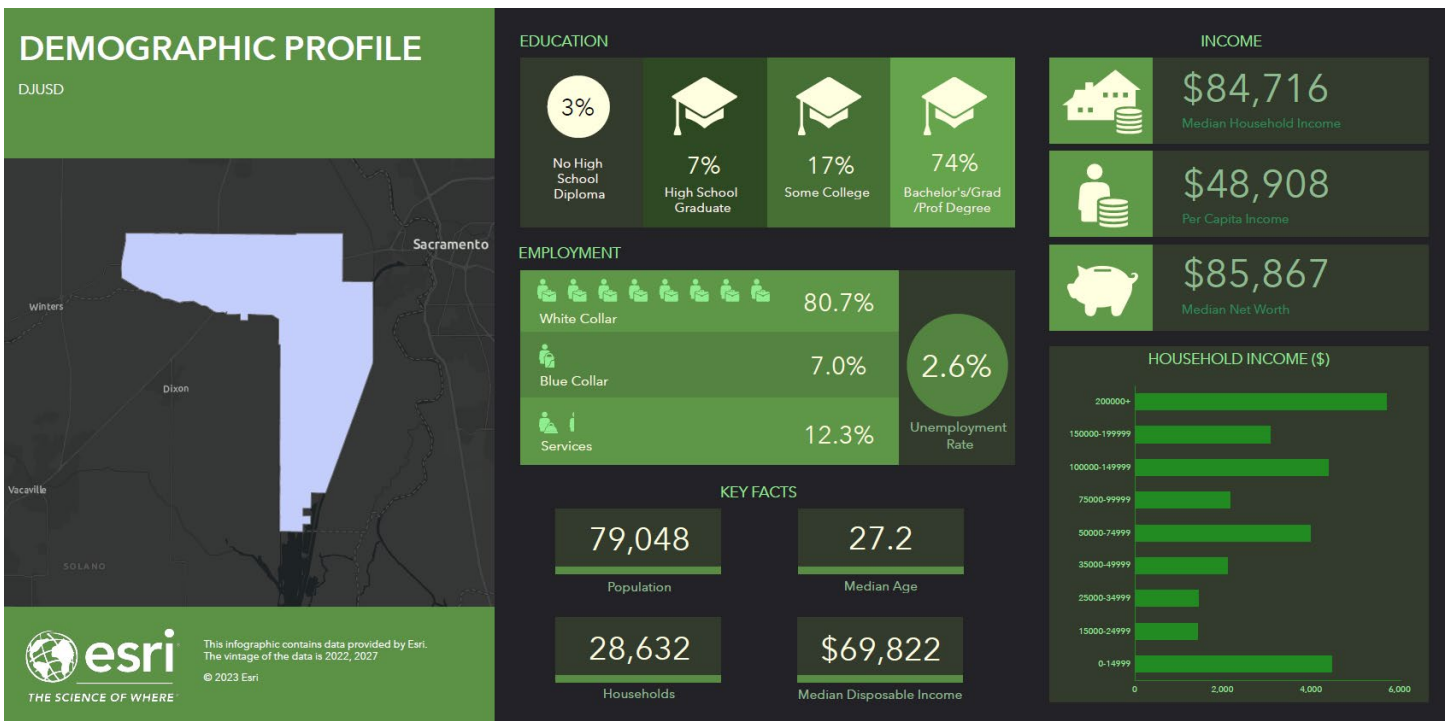 DEMOGRAPHIC PROFILE
DJUSD
Sacramento
Winters
Dixon
Vacaville
SOLANO
esri
THE SCIENCE OF WHERE
This infographic contains data provided by Esri.
The vintage of the data is 2022, 2027
© 2023 Esri
EDUCATION
3%
No High
School
Diploma
7%
High School
Graduate
17%
Some College
74%
Bachelor's/Grad
/Prof Degree
EMPLOYMENT
White Collar
80.7%
Blue Collar
7.0%
Services
12.3%
2.6%
Unemployment
Rate
KEY FACTS
79,048
Population
27.2
Median Age
28,632
Households
$69,822
Median Disposable Income
INCOME
$84,716
Median Household Income
$48,908
Per Capita Income
$85,867
Median Net Worth
HOUSEHOLD INCOME ($)
200000+
150000-199999
100000-149999
75000-99999
50000-74999
35000-49999
25000-34999
15000-24999
0-14999
0 2,000 4,000 6,000